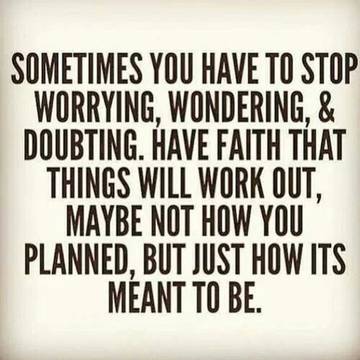 SOMETIMES YOU HAVE TO STOP
WORRYING, WONDERING, &
DOUBTING. HAVE FAITH THAT
THINGS WILL WORK OUT,
MAYBE NOT HOW YOU
PLANNED, BUT JUST HOW ITS
MEANT TO BE.